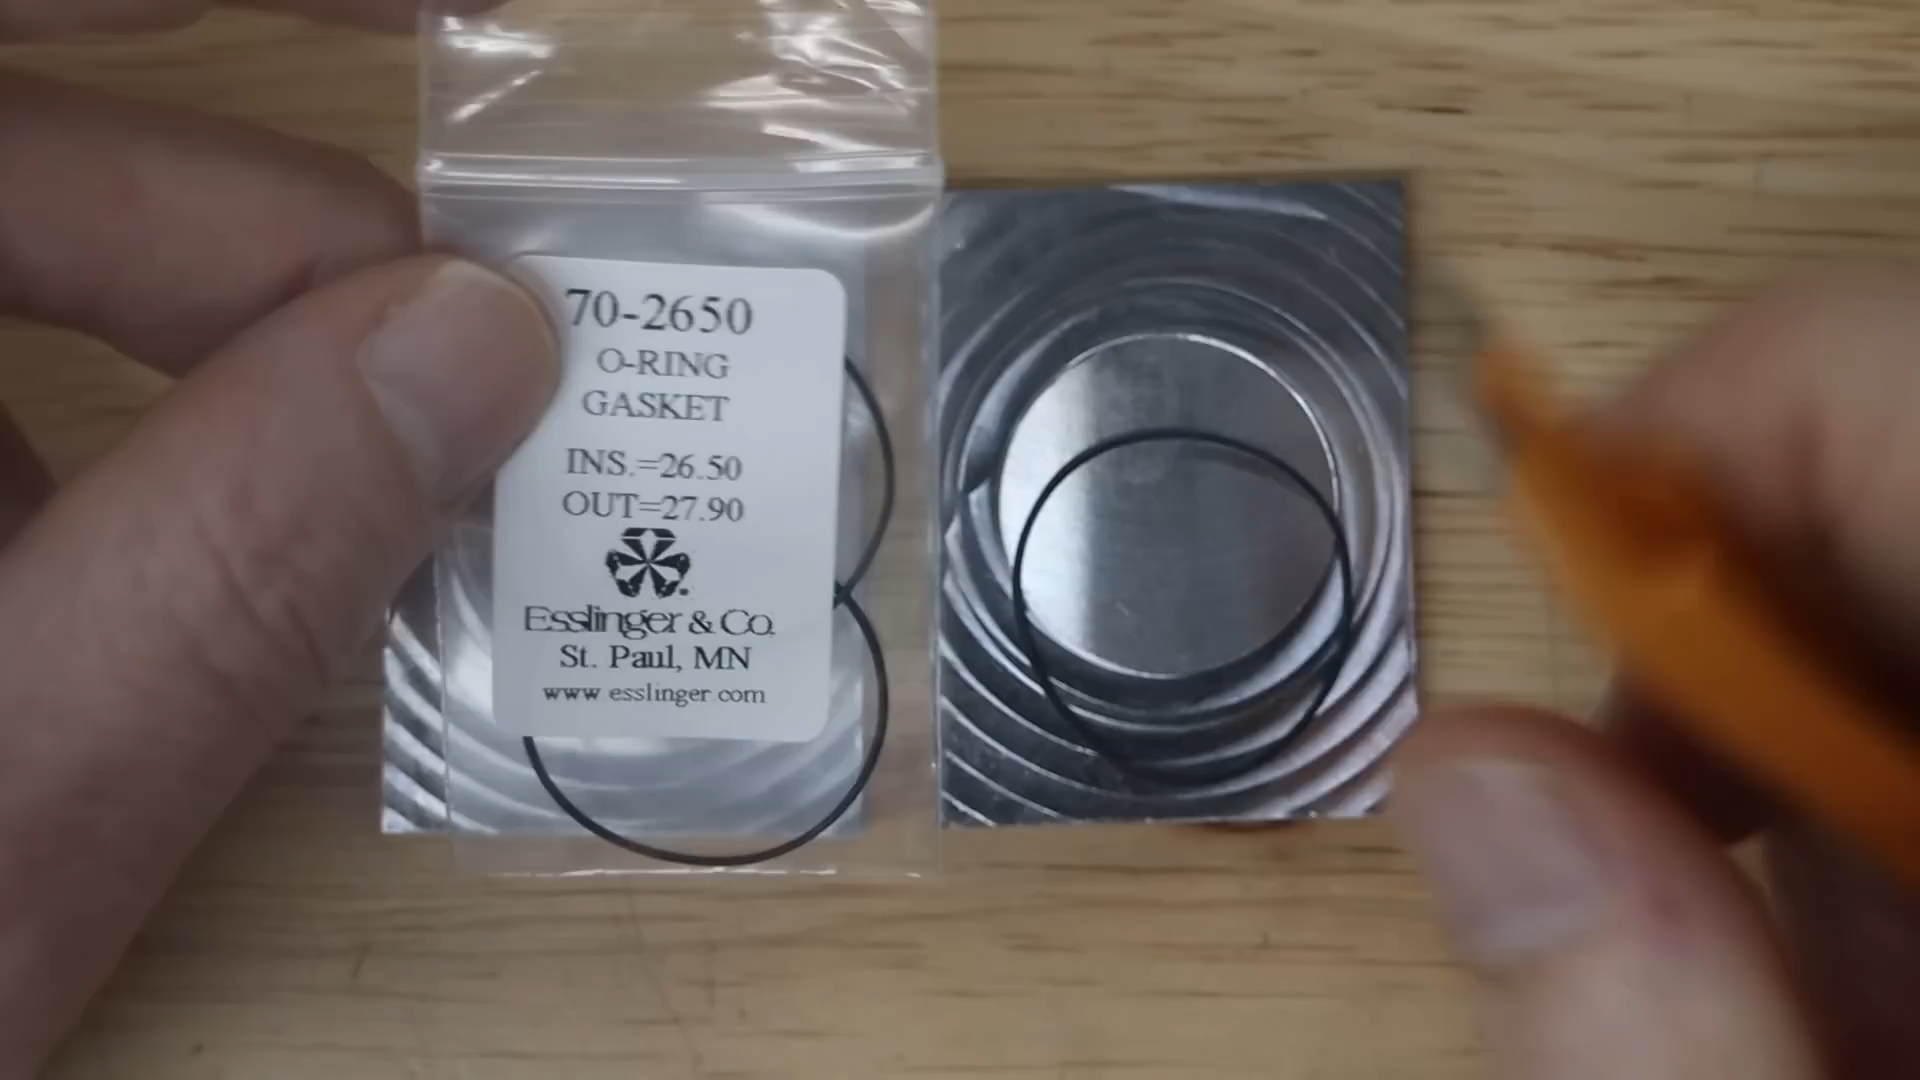 70-2650
O-RING
GASKET
INS.=26.50
OUT=27.90
Esslinger & Co.
St. Paul, MN
www esslinger com